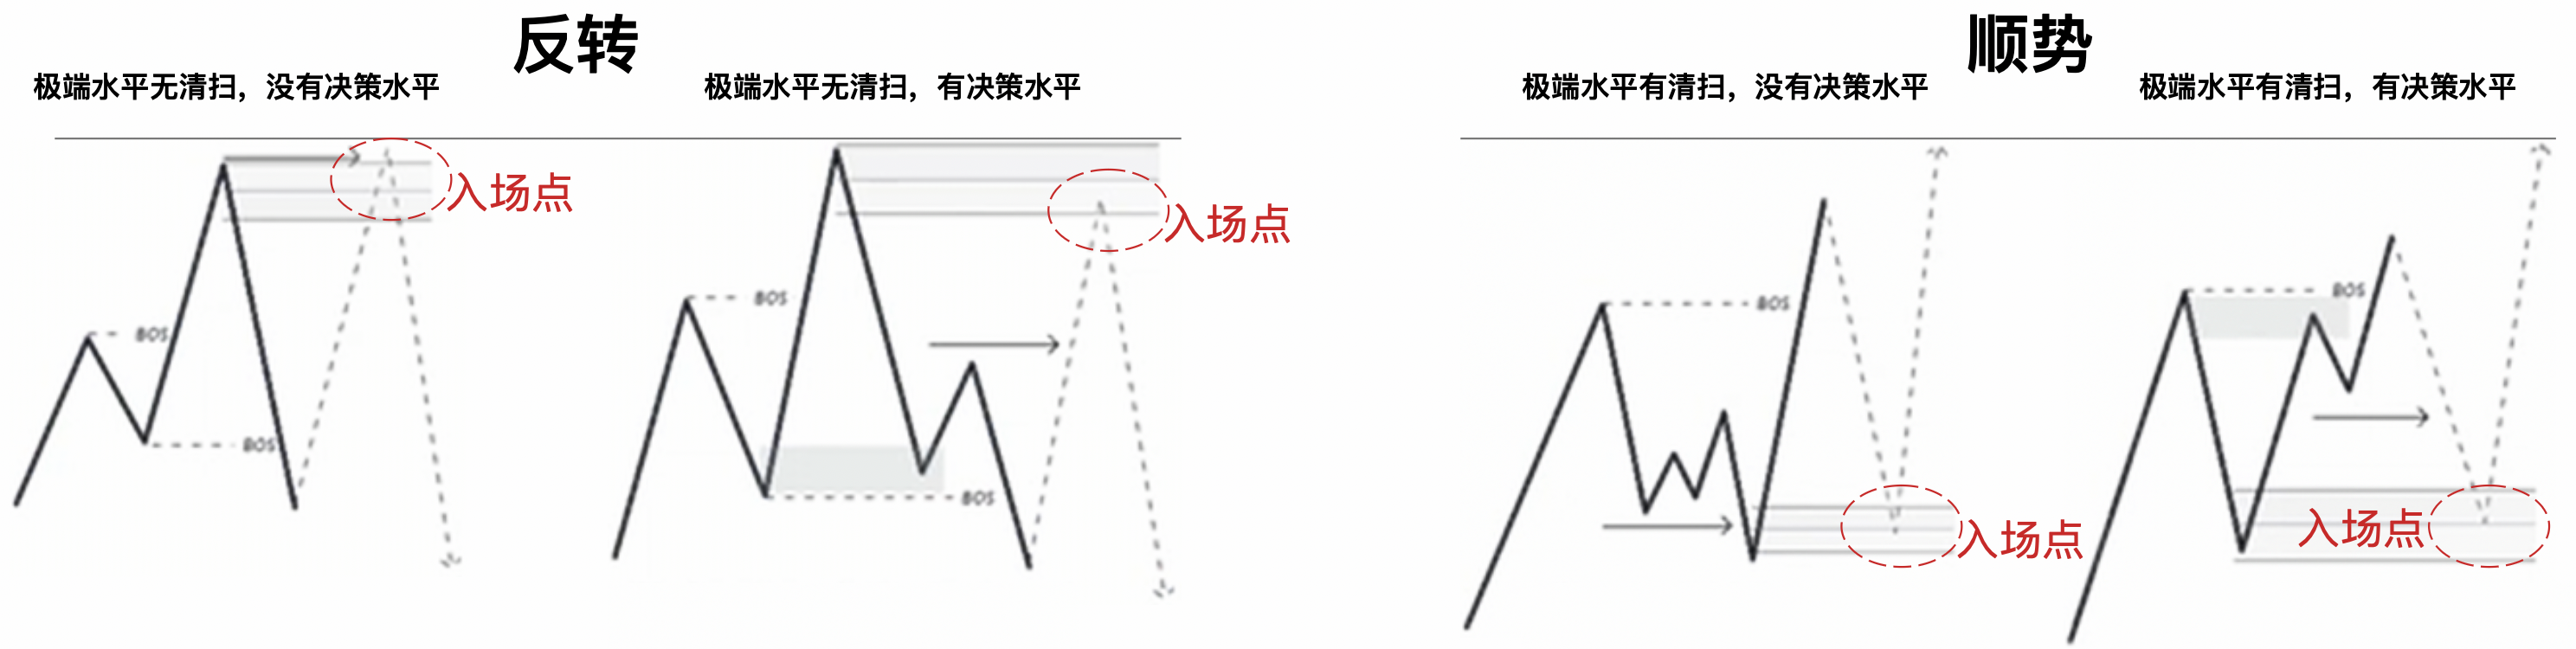 反转
极端水平无清扫，没有决策水平
极端水平无清扫，有决策水平
BOS
BOS
入场点
BOS
BOS
入场点
顺势
极端水平有清扫，没有决策水平
极端水平有清扫，有决策水平
BOS
入场点
BOS
入场点